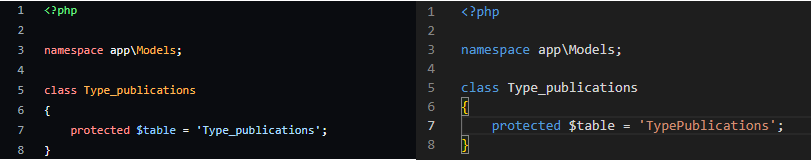 1 <?php
2
3 namespace app\Models;
4
5 class Type_publications
6 {
7     protected $table = 'Type_publications';
8 }
1 <?php
2
3 namespace app\Models;
4
5 class Type_publications
6 {
7     protected $table = 'TypePublications';
8 }